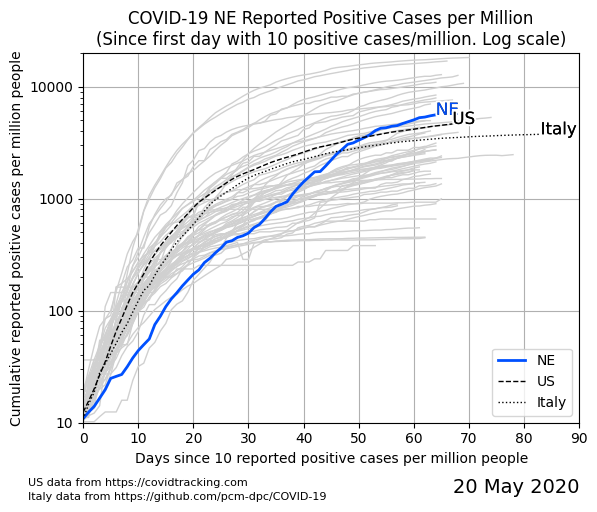 COVID-19 NE Reported Positive Cases per Million
(Since first day with 10 positive cases/million. Log scale)
Cumulative reported positive cases per million people
10000
1000
100
10
NE
US
Italy
NE
US
Italy
0 10 20 30 40 50 60 70 80 90
Days since 10 reported positive cases per million people
US data from https://covidtracking.com
Italy data from https://github.com/pcm-dpc/COVID-19
20 May 2020